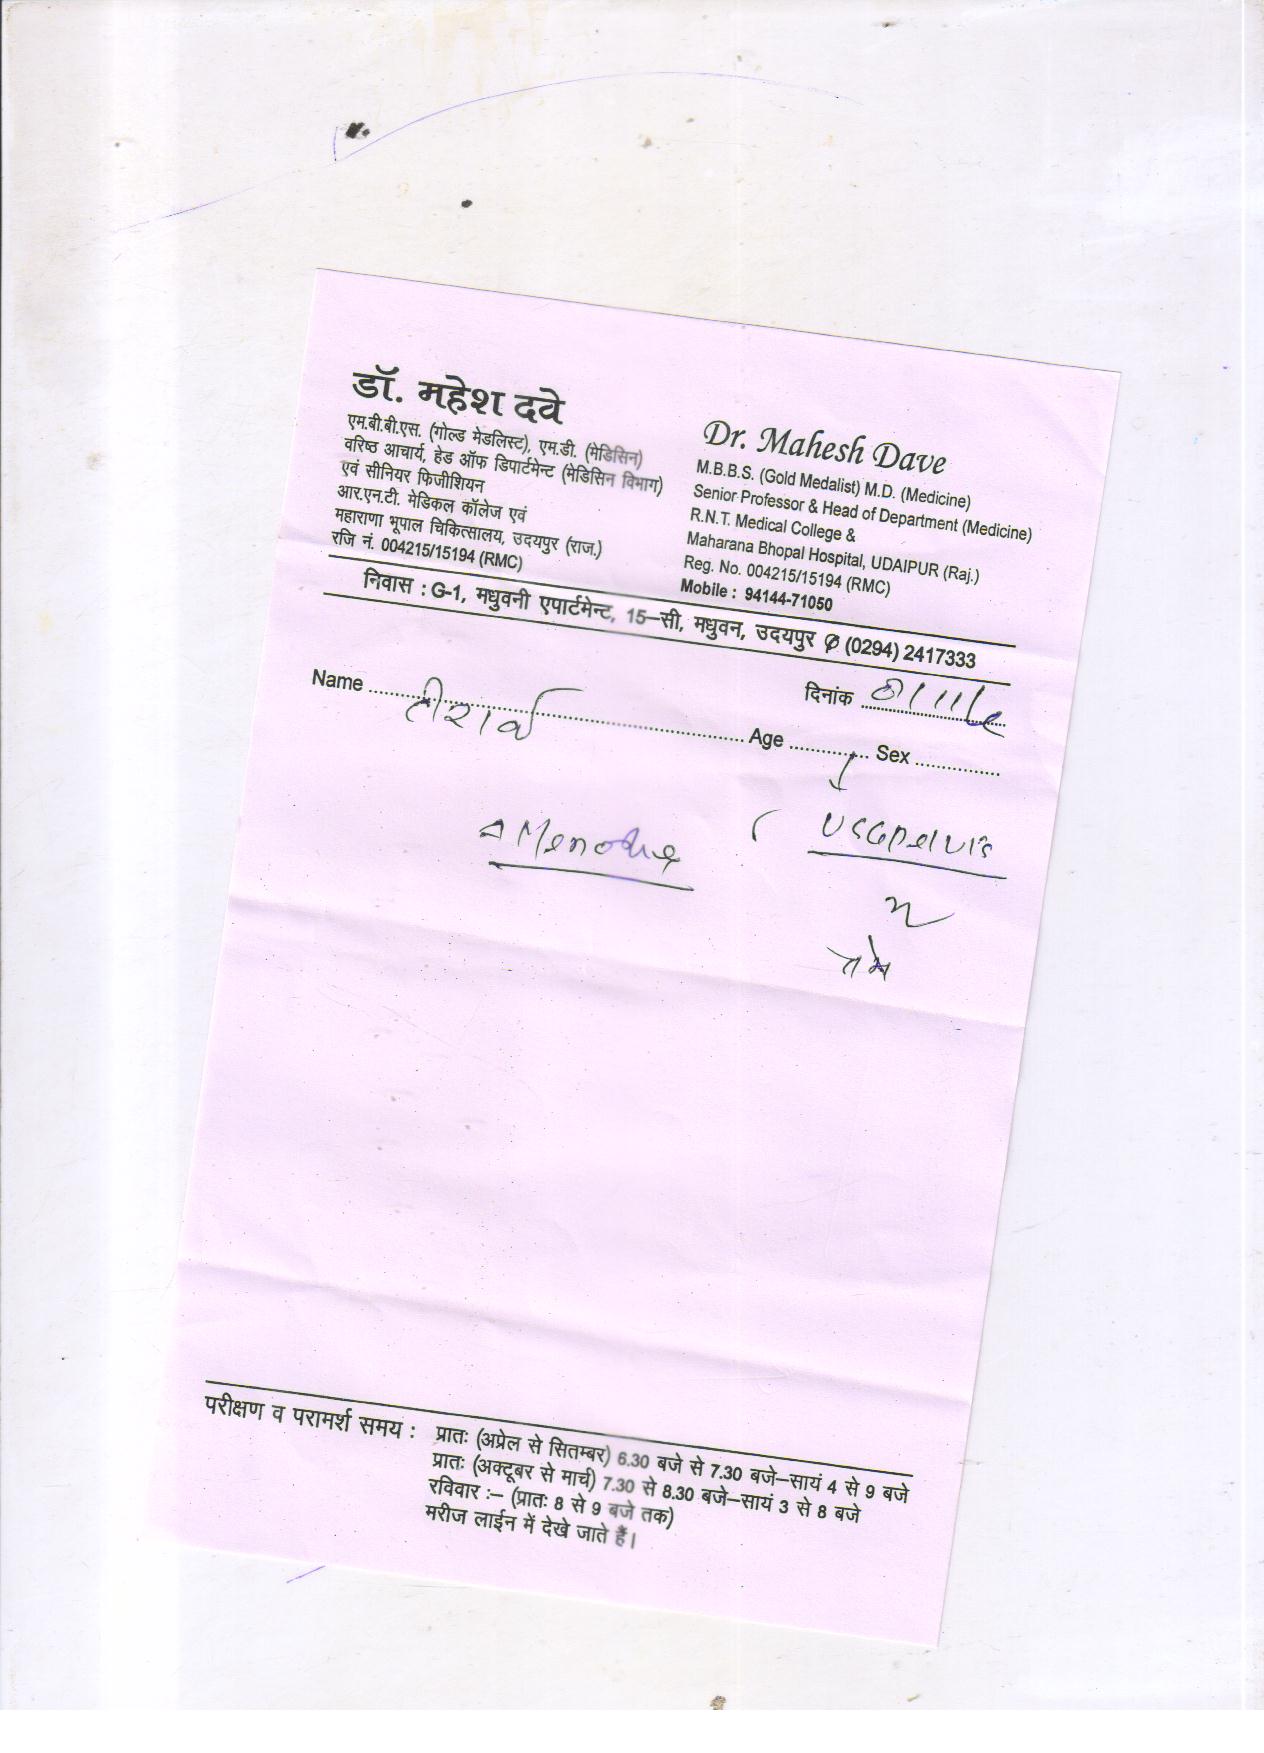 डॉ. महेश दवे
एम.बी.बी.एस. (गोल्ड मेडलिस्ट), एम.डी. (मेडिसिन)
वरिष्ठ आचार्य, हेड ऑफ डिपार्टमेन्ट (मेडिसिन विभाग)
एवं सीनियर फिजीशियन
आर.एन.टी. मेडिकल कॉलेज एवं
महाराणा भूपाल चिकित्सालय, उदयपुर (राज.)
रजि नं. 004215/15194 (RMC)
Dr. Mahesh Dave
M.B.B.S. (Gold Medalist) M.D. (Medicine)
Senior Professor & Head of Department (Medicine)
R.N.T. Medical College &
Maharana Bhopal Hospital, UDAIPUR (Raj.)
Reg. No. 004215/15194 (RMC)
Mobile : 94144-71050
निवास : G-1, मधुवनी एपार्टमेन्ट, 15–सी, मधुवन, उदयपुर ✆ (0294) 2417333
दिनांक
Name Age Sex
USG Pelvis
परीक्षण व परामर्श समय : प्रातः (अप्रेल से सितम्बर) 6.30 बजे से 7.30 बजे–सायं 4 से 9 बजे
प्रातः (अक्टूबर से मार्च) 7.30 से 8.30 बजे–सायं 3 से 8 बजे
रविवार :– (प्रातः 8 से 9 बजे तक)
मरीज लाईन में देखे जाते हैं।